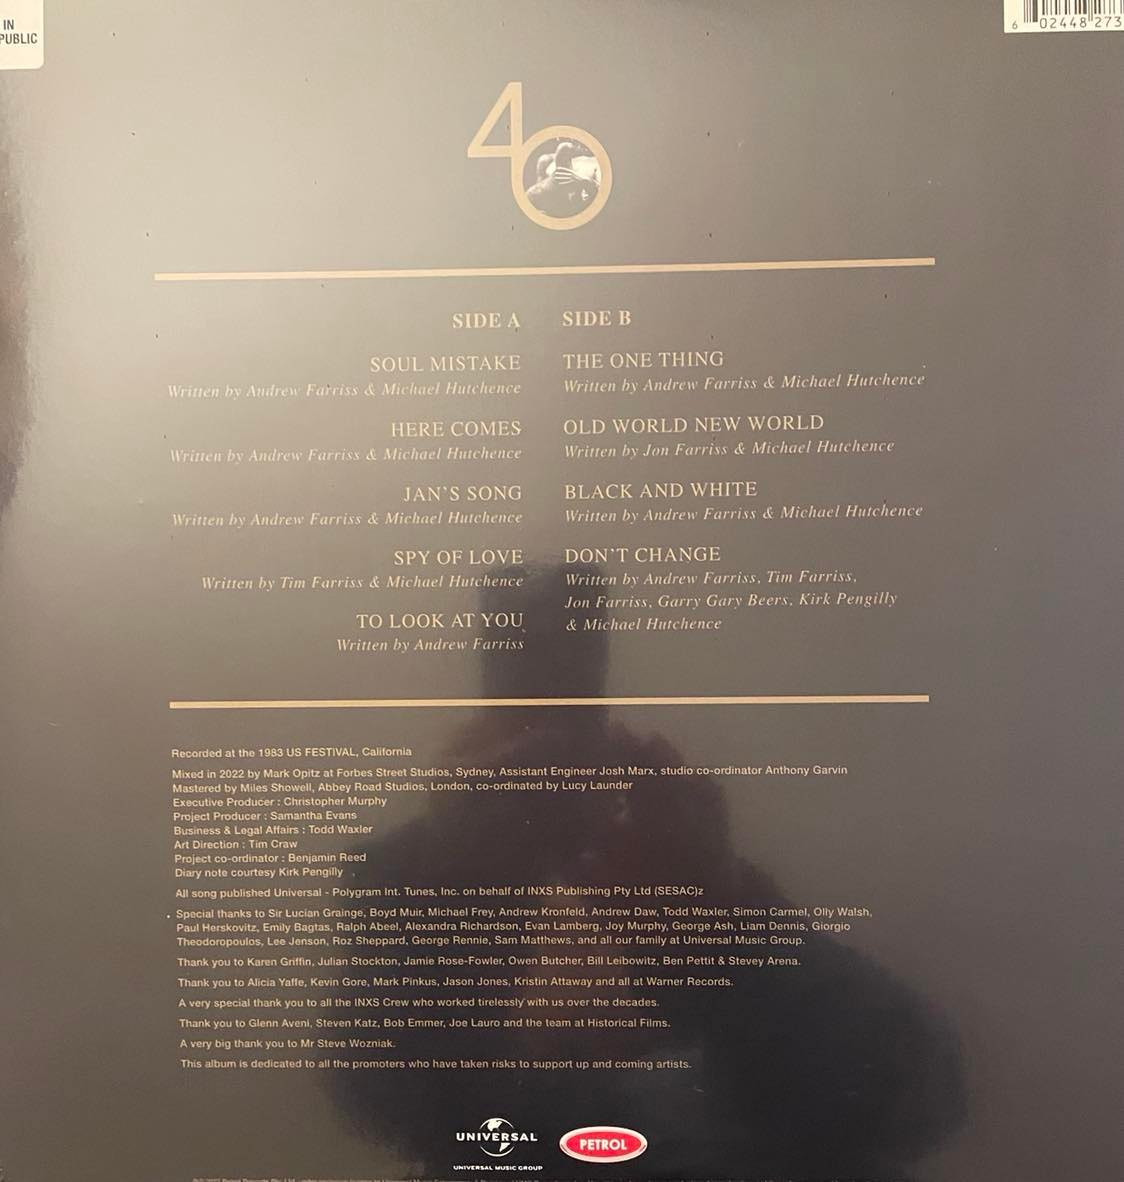 IN
PUBLIC
6 02448 273
40
SIDE A
SOUL MISTAKE
Written by Andrew Farriss & Michael Hutchence
HERE COMES
Written by Andrew Farriss & Michael Hutchence
JAN'S SONG
Written by Andrew Farriss & Michael Hutchence
SPY OF LOVE
Written by Tim Farriss & Michael Hutchence
TO LOOK AT YOU
Written by Andrew Farriss
SIDE B
THE ONE THING
Written by Andrew Farriss & Michael Hutchence
OLD WORLD NEW WORLD
Written by Jon Farriss & Michael Hutchence
BLACK AND WHITE
Written by Andrew Farriss & Michael Hutchence
DON'T CHANGE
Written by Andrew Farriss, Tim Farriss,
Jon Farriss, Garry Gary Beers, Kirk Pengilly
& Michael Hutchence
Recorded at the 1983 US FESTIVAL, California
Mixed in 2022 by Mark Opitz at Forbes Street Studios, Sydney, Assistant Engineer Josh Marx, studio co-ordinator Anthony Garvin
Mastered by Miles Showell, Abbey Road Studios, London, co-ordinated by Lucy Launder
Executive Producer : Christopher Murphy
Project Producer : Samantha Evans
Business & Legal Affairs : Todd Waxler
Art Direction : Tim Craw
Project co-ordinator : Benjamin Reed
Diary note courtesy Kirk Pengilly
All song published Universal - Polygram Int. Tunes, Inc. on behalf of INXS Publishing Pty Ltd (SESAC)z
Special thanks to Sir Lucian Grainge, Boyd Muir, Michael Frey, Andrew Kronfeld, Andrew Daw, Todd Waxler, Simon Carmel, Olly Walsh,
Paul Herskovitz, Emily Bagtas, Ralph Abeel, Alexandra Richardson, Evan Lamberg, Joy Murphy, George Ash, Liam Dennis, Giorgio
Theodoropoulos, Lee Jenson, Roz Sheppard, George Rennie, Sam Matthews, and all our family at Universal Music Group.
Thank you to Karen Griffin, Julian Stockton, Jamie Rose-Fowler, Owen Butcher, Bill Leibowitz, Ben Pettit & Stevey Arena.
Thank you to Alicia Yaffe, Kevin Gore, Mark Pinkus, Jason Jones, Kristin Attaway and all at Warner Records.
A very special thank you to all the INXS Crew who worked tirelessly with us over the decades.
Thank you to Glenn Aveni, Steven Katz, Bob Emmer, Joe Lauro and the team at Historical Films.
A very big thank you to Mr Steve Wozniak.
This album is dedicated to all the promoters who have taken risks to support up and coming artists.
UNIVERSAL
UNIVERSAL MUSIC GROUP
PETROL